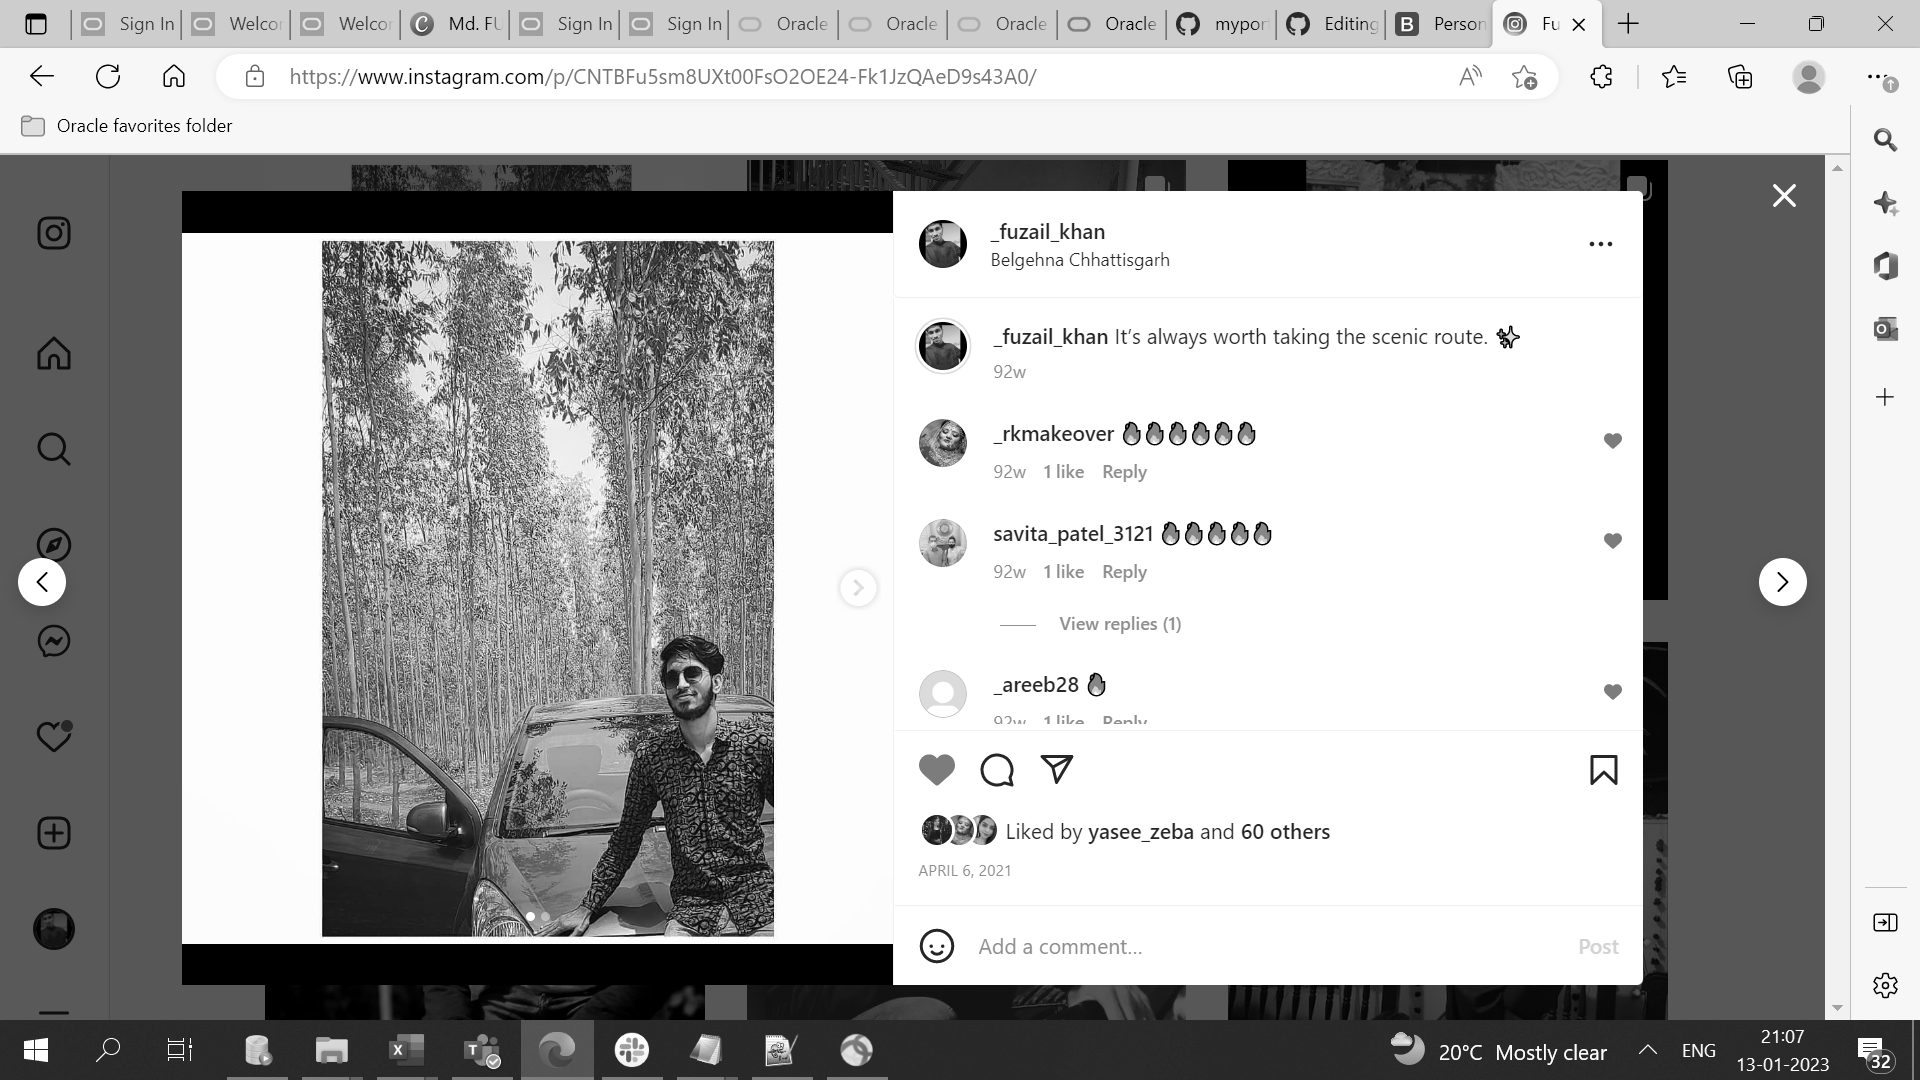 Sign In
Welcor
Welcor
Md. FU
Sign In
Sign In
Oracle
Oracle
Oracle
Oracle
mypor
Editing
Person
Fu
https://www.instagram.com/p/CNTBFu5sm8UXt00FsO2OE24-Fk1JzQAeD9s43A0/
Oracle favorites folder
_fuzail_khan
Belgehna Chhattisgarh
_fuzail_khan It's always worth taking the scenic route. ✨
92w
_rkmakeover 🔥🔥🔥🔥🔥🔥
92w 1 like Reply
savita_patel_3121 🔥🔥🔥🔥🔥
92w 1 like Reply
View replies (1)
_areeb28 🔥
92w 1 like Reply
Liked by yasee_zeba and 60 others
APRIL 6, 2021
Add a comment...
Post
20°C Mostly clear
ENG
21:07
13-01-2023
32